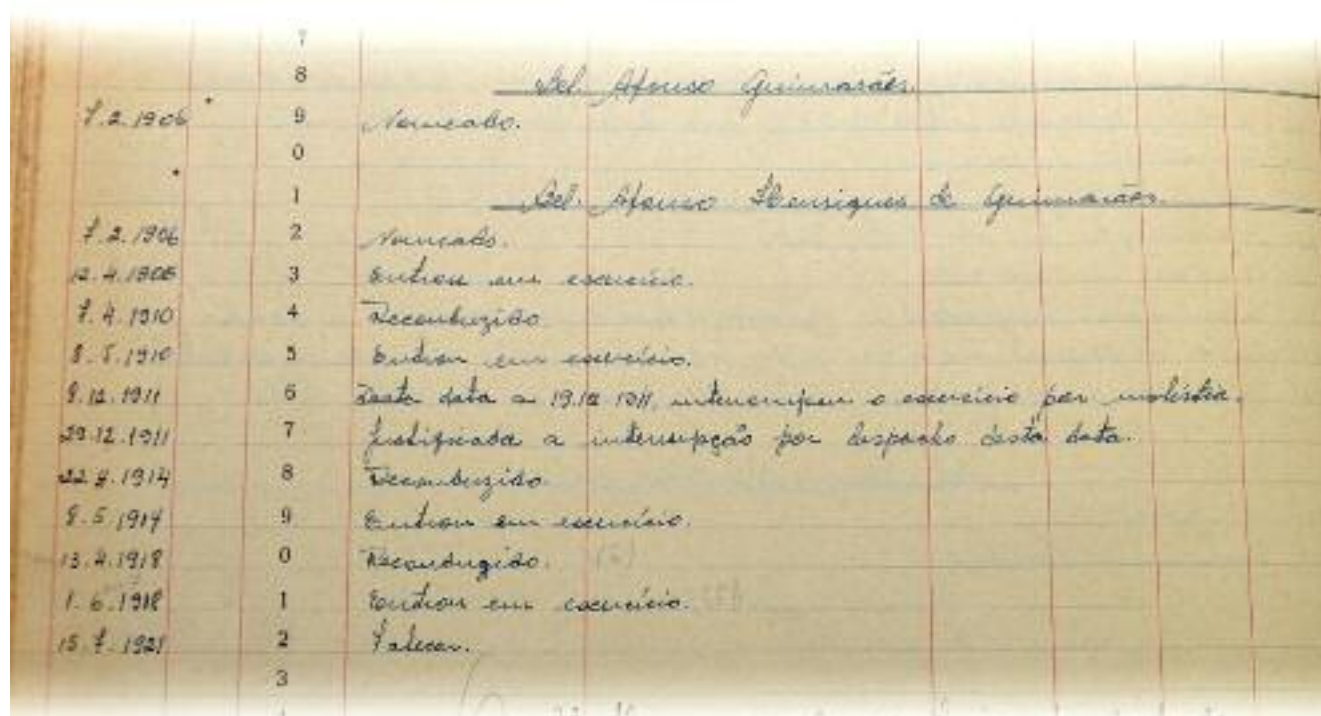 7
8 Bel. Afonso Guimarães.
7.2.1906 9 Nomeado.
0
1 Bel. Afonso Henriques de Guimarães.
7.2.1906 2 Nomeado.
12.4.1906 3 Entrou em exercício.
7.4.1910 4 Reconduzido
8.5.1910 5 Entrou em exercício.
9.12.1911 6 Desta data a 19.12.1911, interrompeu o exercício por moléstia.
29.12.1911 7 Justificada a interrupção por despacho desta data.
22.4.1914 8 Reconduzido
8.5.1914 9 Entrou em exercício.
13.4.1918 0 Reconduzido.
1.6.1918 1 Entrou em exercício.
15.7.1921 2 Faleceu.
3